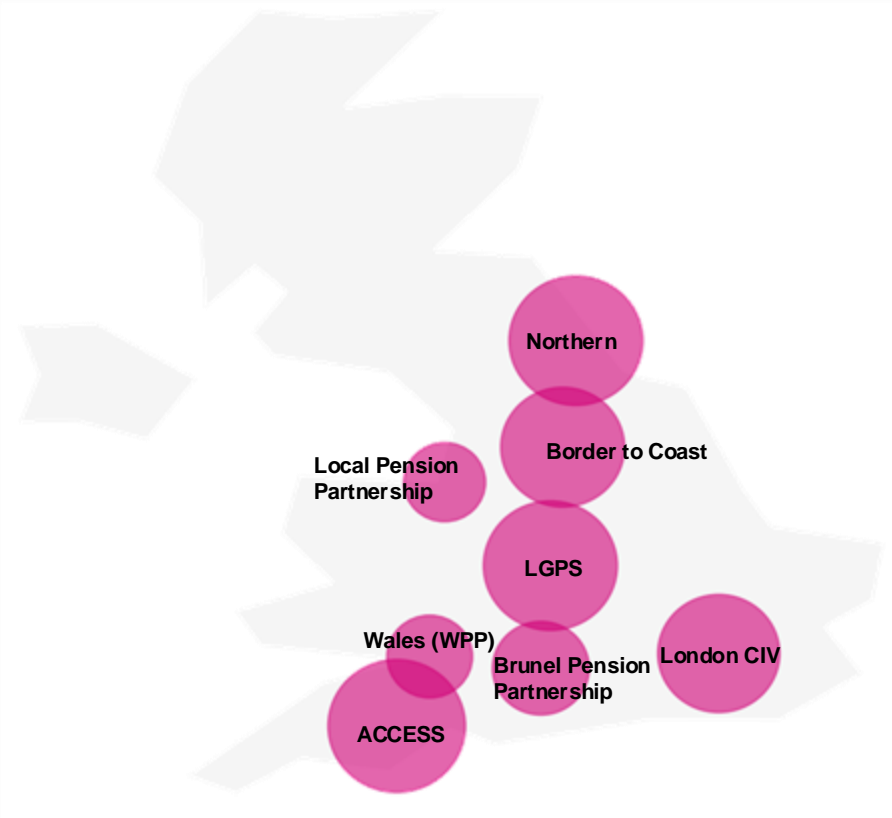 Northern
Border to Coast
Local Pension
Partnership
LGPS
Wales (WPP)
Brunel Pension
Partnership
London CIV
ACCESS